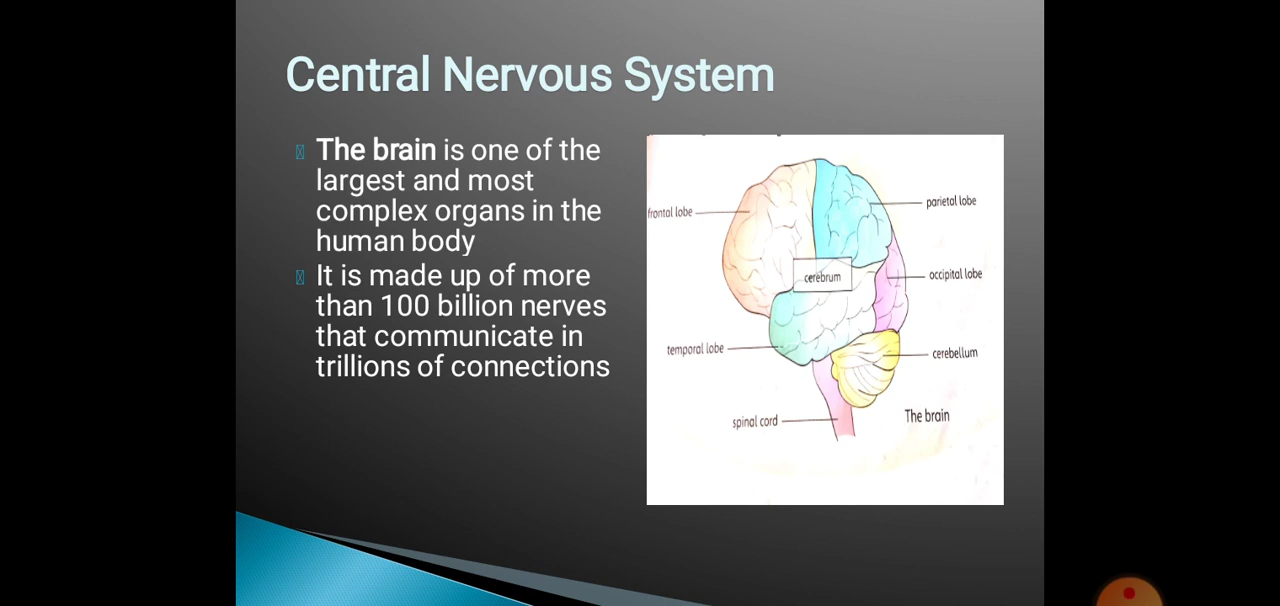 Central Nervous System
The brain is one of the
largest and most
complex organs in the
human body
It is made up of more
than 100 billion nerves
that communicate in
trillions of connections
frontal lobe
parietal lobe
cerebrum
occipital lobe
temporal lobe
cerebellum
spinal cord
The brain